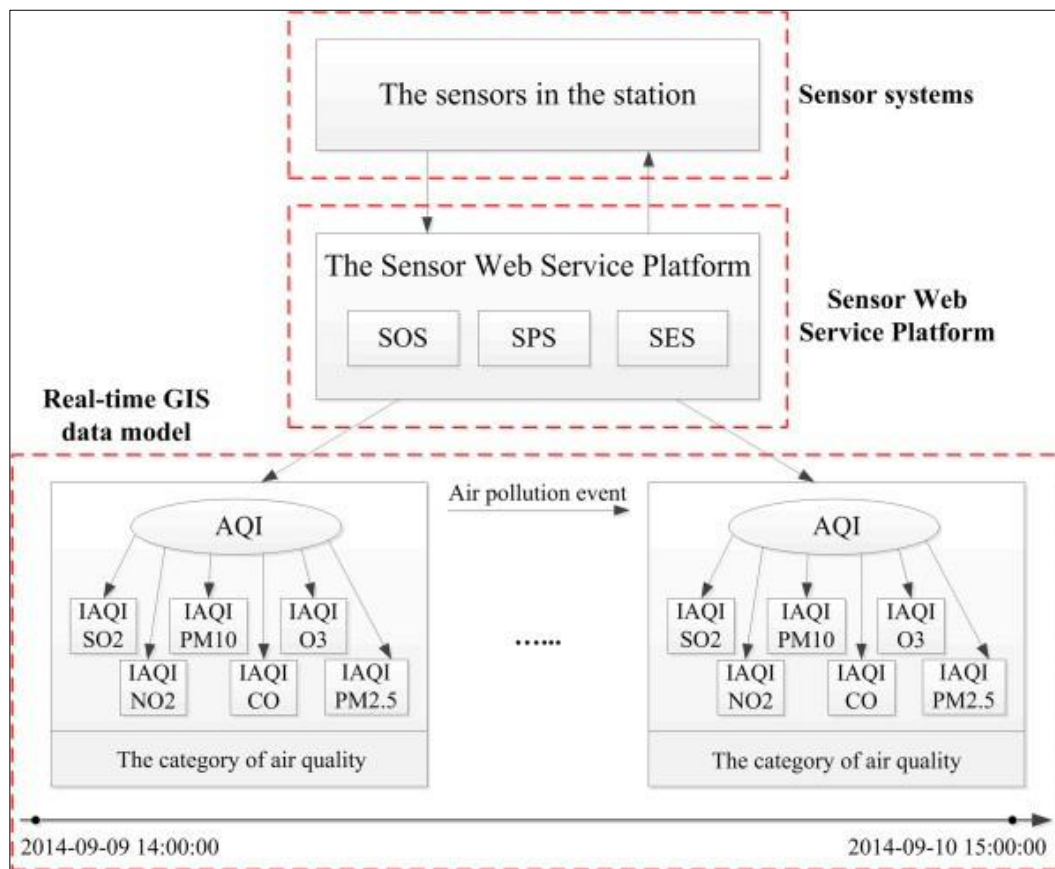 The sensors in the station
Sensor systems
The Sensor Web Service Platform
SOS
SPS
SES
Sensor Web
Service Platform
Real-time GIS
data model
AQI
IAQI
SO2
IAQI
PM10
IAQI
O3
IAQI
NO2
IAQI
CO
IAQI
PM2.5
The category of air quality
Air pollution event
…...
AQI
IAQI
SO2
IAQI
PM10
IAQI
O3
IAQI
NO2
IAQI
CO
IAQI
PM2.5
The category of air quality
2014-09-09 14:00:00
2014-09-10 15:00:00